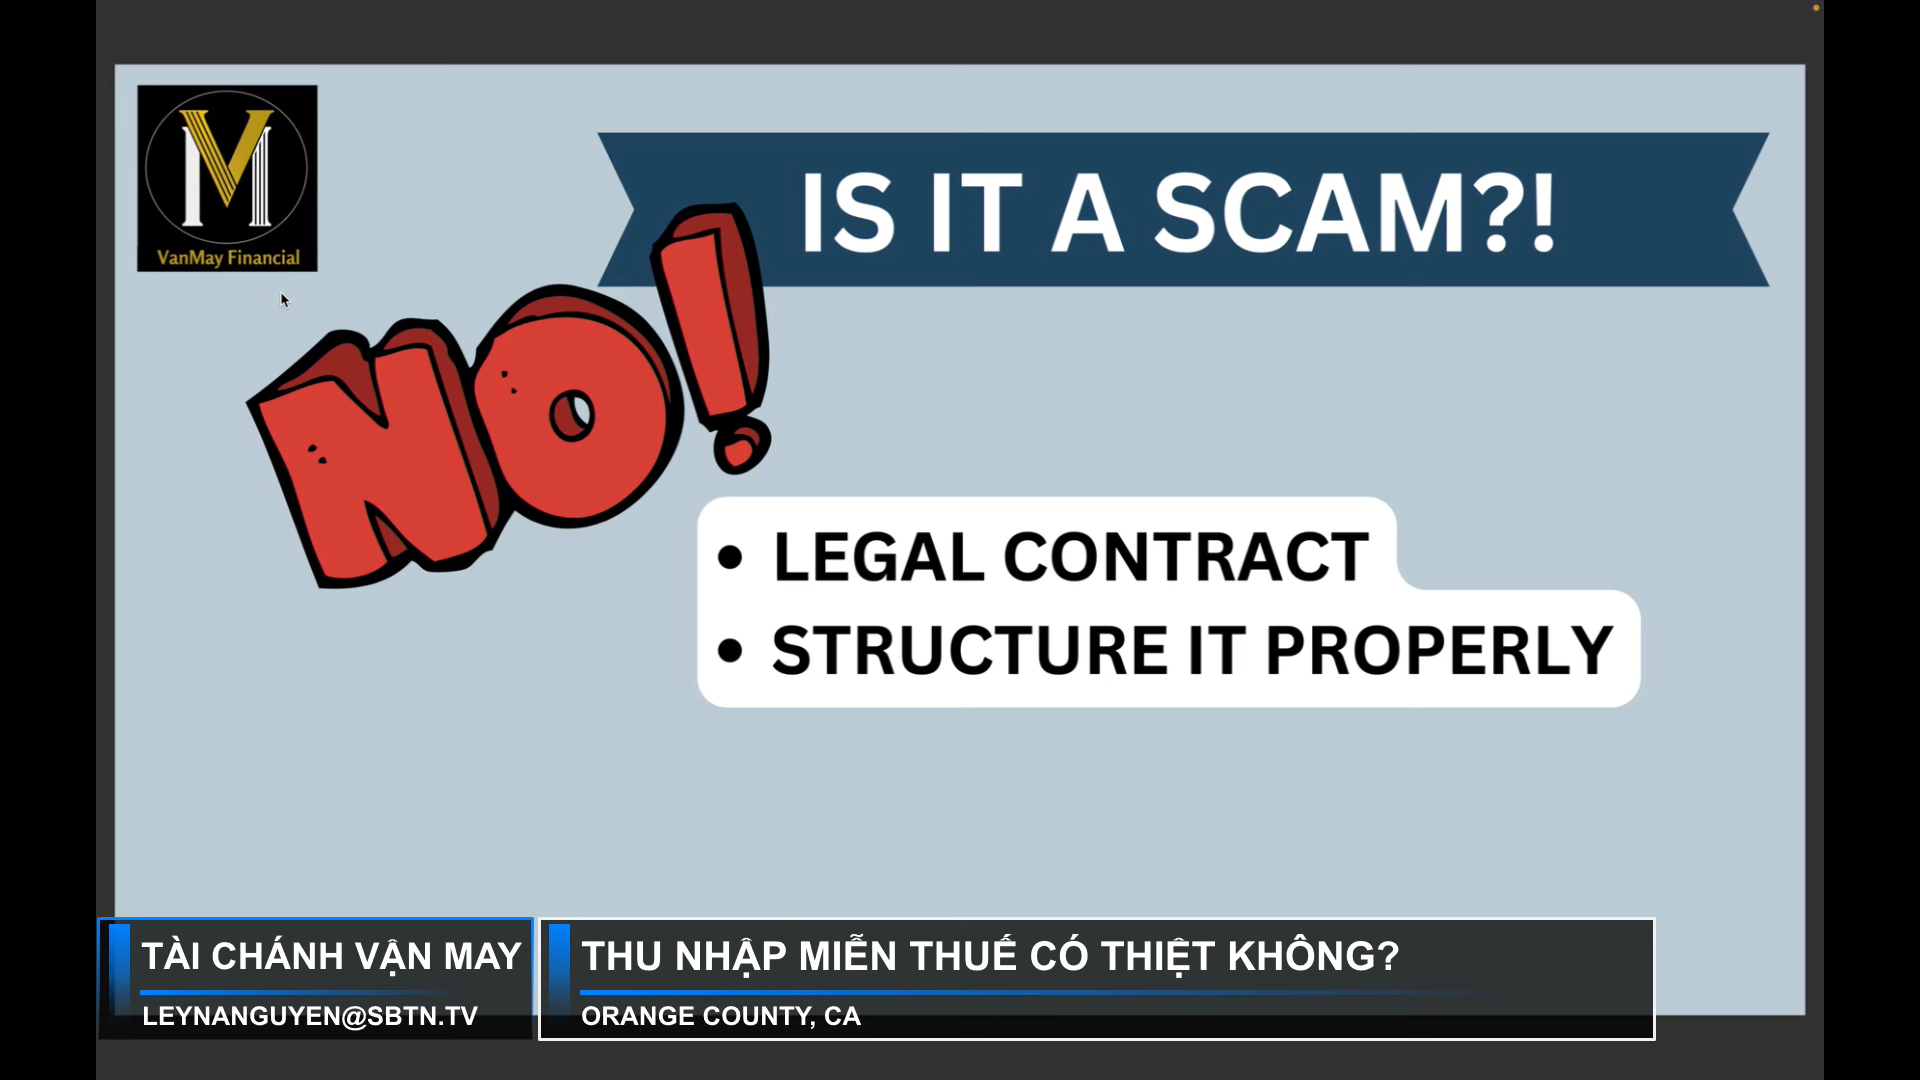 VM
VanMay Financial
IS IT A SCAM?!
NO!
• LEGAL CONTRACT
• STRUCTURE IT PROPERLY
TÀI CHÁNH VẬN MAY
LEYNANGUYEN@SBTN.TV
THU NHẬP MIỄN THUẾ CÓ THIỆT KHÔNG?
ORANGE COUNTY, CA